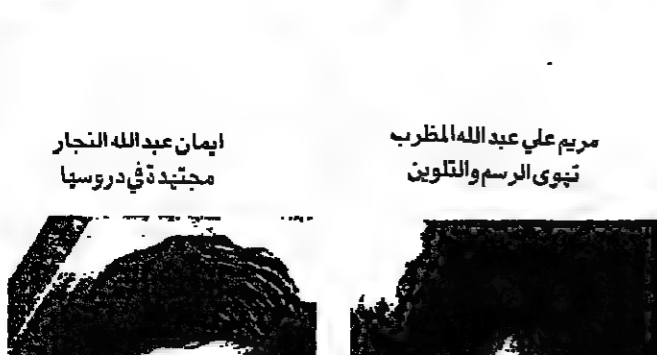 مريم علي عبدالله المظرب
تهوى الرسم والتلوين
ايمان عبدالله النجار
مجتهدة في دروسها